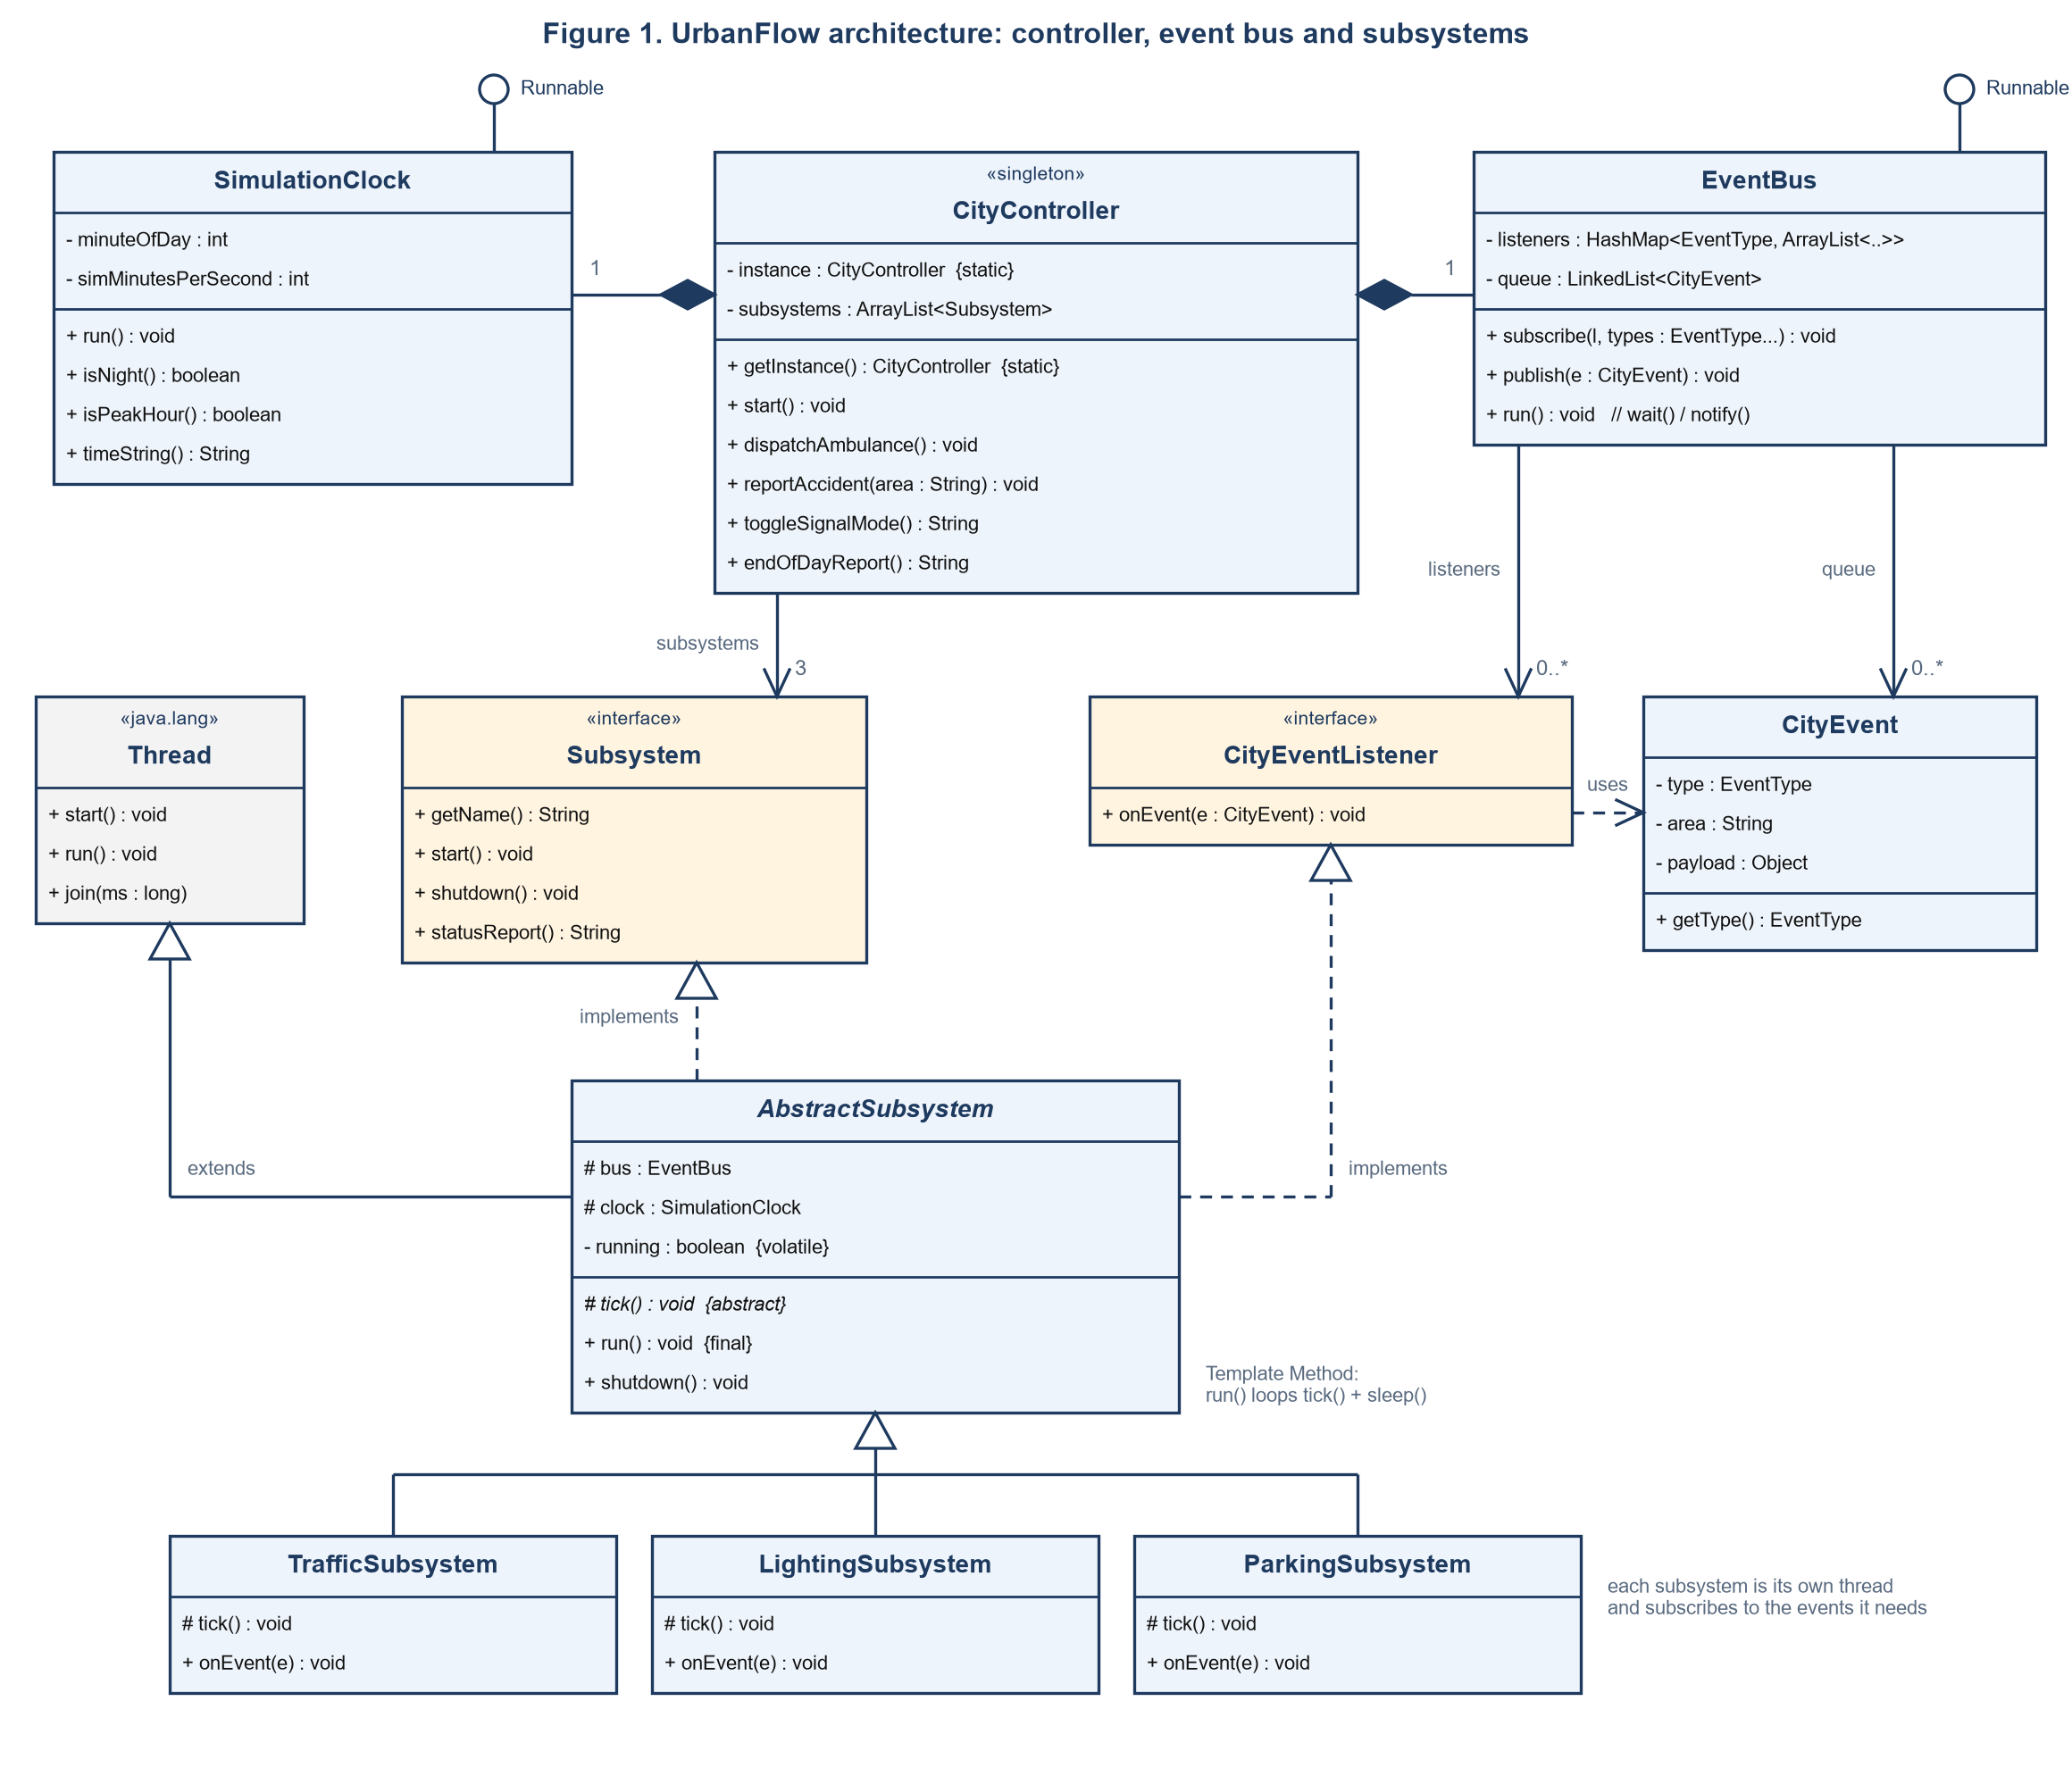 Figure 1. UrbanFlow architecture: controller, event bus and subsystems
Runnable
Runnable
SimulationClock
- minuteOfDay : int
- simMinutesPerSecond : int
+ run() : void
+ isNight() : boolean
+ isPeakHour() : boolean
+ timeString() : String
1
«singleton»
CityController
- instance : CityController  {static}
- subsystems : ArrayList<Subsystem>
+ getInstance() : CityController  {static}
+ start() : void
+ dispatchAmbulance() : void
+ reportAccident(area : String) : void
+ toggleSignalMode() : String
+ endOfDayReport() : String
1
EventBus
- listeners : HashMap<EventType, ArrayList<..>>
- queue : LinkedList<CityEvent>
+ subscribe(l, types : EventType...) : void
+ publish(e : CityEvent) : void
+ run() : void   // wait() / notify()
subsystems
3
listeners
0..*
queue
0..*
«java.lang»
Thread
+ start() : void
+ run() : void
+ join(ms : long)
«interface»
Subsystem
+ getName() : String
+ start() : void
+ shutdown() : void
+ statusReport() : String
«interface»
CityEventListener
+ onEvent(e : CityEvent) : void
uses
CityEvent
- type : EventType
- area : String
- payload : Object
+ getType() : EventType
implements
extends
implements
AbstractSubsystem
# bus : EventBus
# clock : SimulationClock
- running : boolean  {volatile}
# tick() : void  {abstract}
+ run() : void  {final}
+ shutdown() : void
Template Method:
run() loops tick() + sleep()
TrafficSubsystem
# tick() : void
+ onEvent(e) : void
LightingSubsystem
# tick() : void
+ onEvent(e) : void
ParkingSubsystem
# tick() : void
+ onEvent(e) : void
each subsystem is its own thread
and subscribes to the events it needs